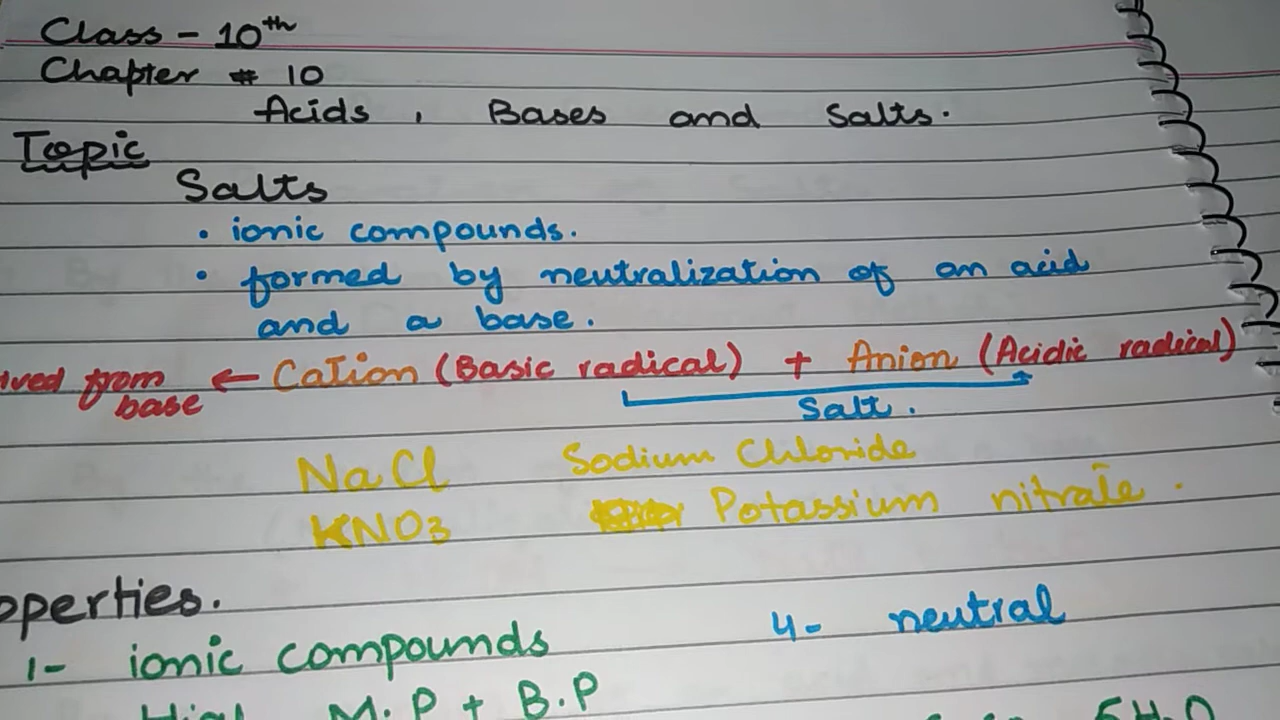 Class - 10th
Chapter # 10
Acids, Bases and Salts.
Topic
Salts
• ionic compounds.
• formed by neutralization of an acid
and a base.
from base ← Cation (Basic radical) + Anion (Acidic radical)
Salt.
NaCl Sodium Chloride
KNO3 Potassium nitrate.
operties.
1- ionic compounds 4- neutral
M.P + B.P